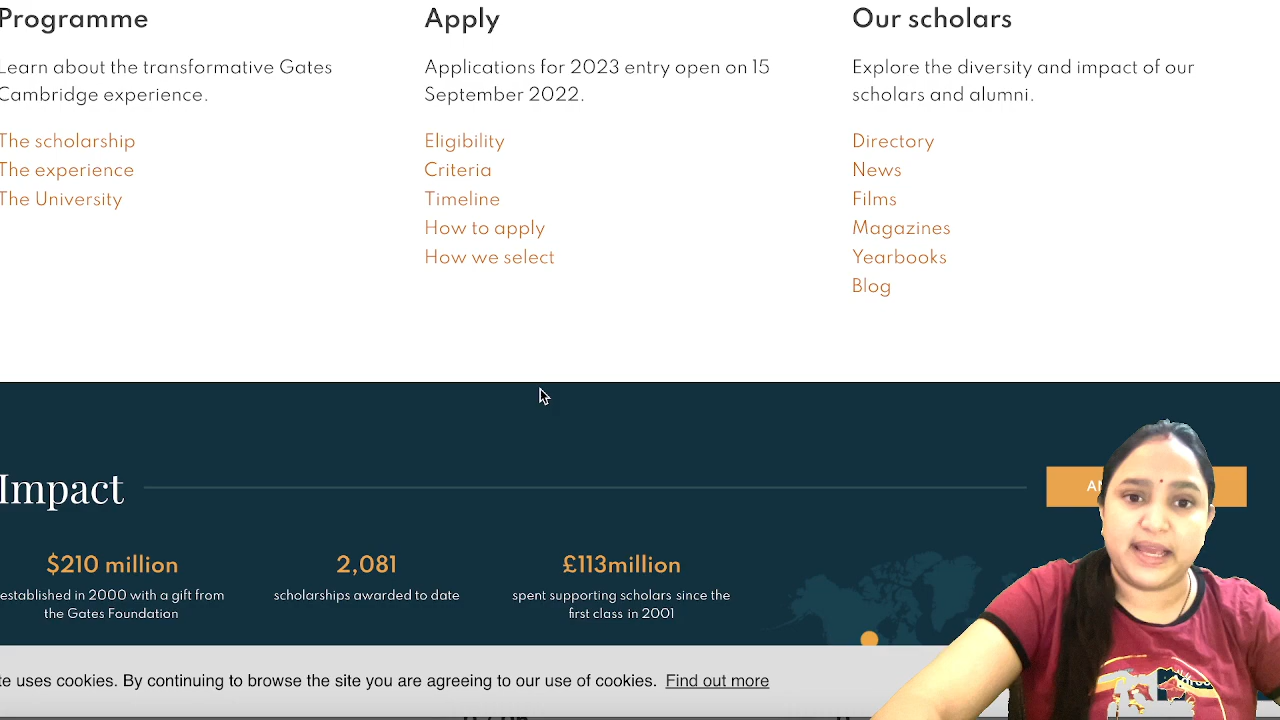 Programme
Learn about the transformative Gates
Cambridge experience.
The scholarship
The experience
The University
Apply
Applications for 2023 entry open on 15
September 2022.
Eligibility
Criteria
Timeline
How to apply
How we select
Our scholars
Explore the diversity and impact of our
scholars and alumni.
Directory
News
Films
Magazines
Yearbooks
Blog
Impact
$210 million
established in 2000 with a gift from
the Gates Foundation
2,081
scholarships awarded to date
£113million
spent supporting scholars since the
first class in 2001
uses cookies. By continuing to browse the site you are agreeing to our use of cookies. Find out more